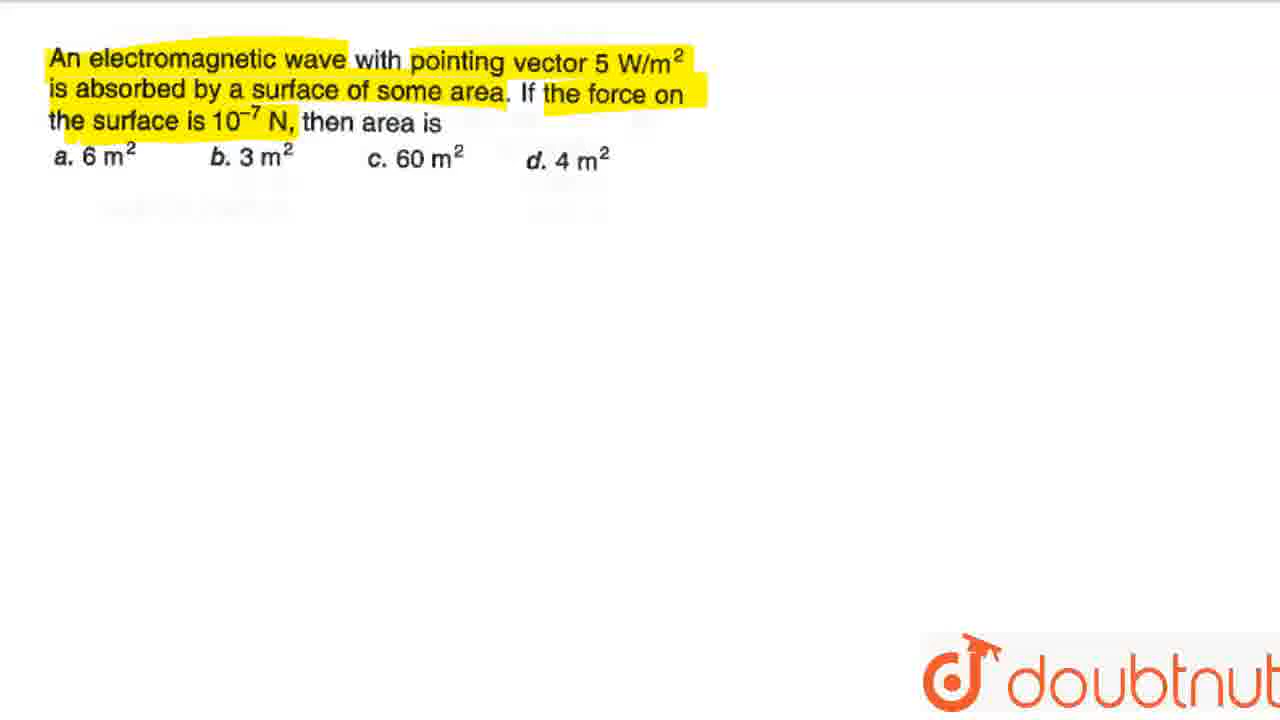 An electromagnetic wave with pointing vector 5 W/m²
is absorbed by a surface of some area. If the force on
the surface is 10⁻⁷ N, then area is
a. 6 m² b. 3 m² c. 60 m² d. 4 m²
doubtnut